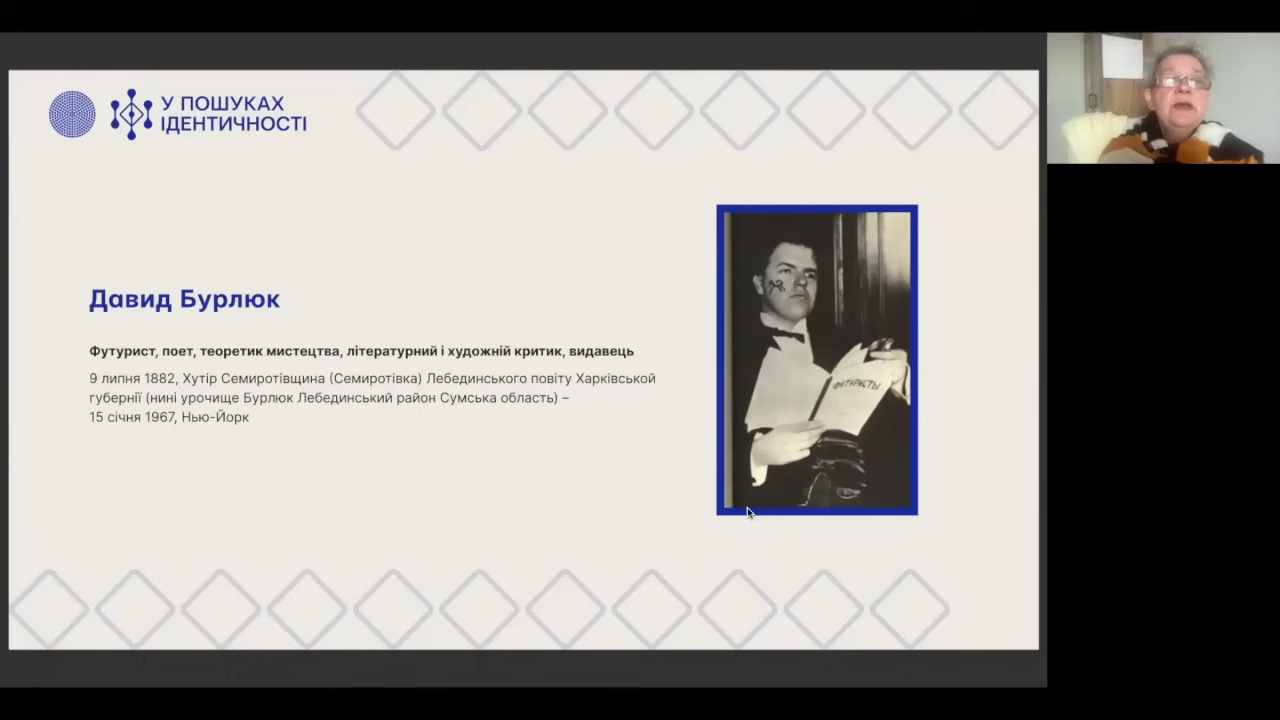 У ПОШУКАХ
ІДЕНТИЧНОСТІ
Давид Бурлюк
Футурист, поет, теоретик мистецтва, літературний і художній критик, видавець
9 липня 1882, Хутір Семиротівщина (Семиротівка) Лебединського повіту Харківської
губернії (нині урочище Бурлюк Лебединський район Сумська область) –
15 січня 1967, Нью-Йорк
ФУТУРИСТЫ